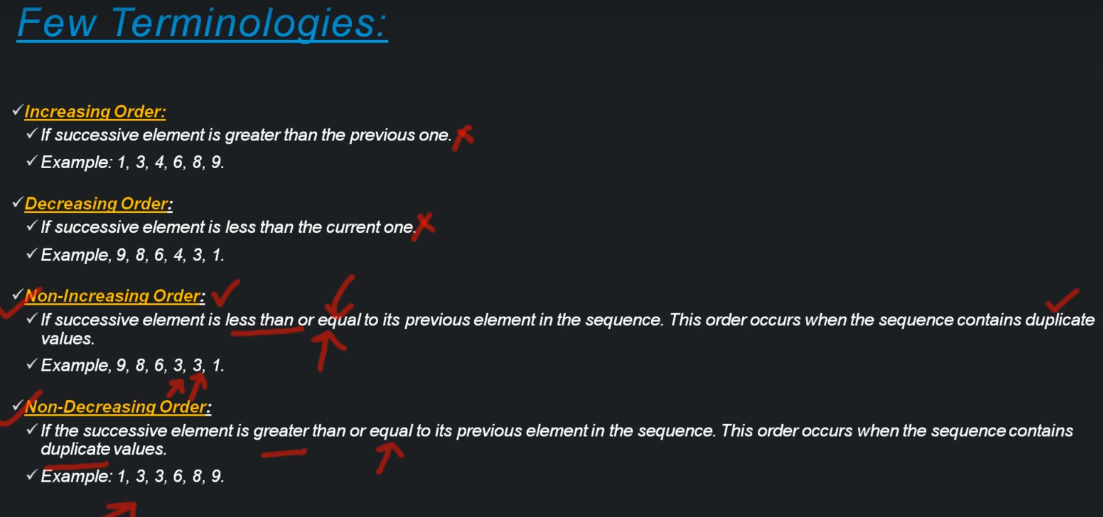 Few Terminologies:
✓Increasing Order:
✓If successive element is greater than the previous one.
✓Example: 1, 3, 4, 6, 8, 9.
✓Decreasing Order:
✓If successive element is less than the current one.
✓Example, 9, 8, 6, 4, 3, 1.
✓Non-Increasing Order:
✓If successive element is less than or equal to its previous element in the sequence. This order occurs when the sequence contains duplicate
values.
✓Example, 9, 8, 6, 3, 3, 1.
✓Non-Decreasing Order:
✓If the successive element is greater than or equal to its previous element in the sequence. This order occurs when the sequence contains
duplicate values.
✓Example: 1, 3, 3, 6, 8, 9.